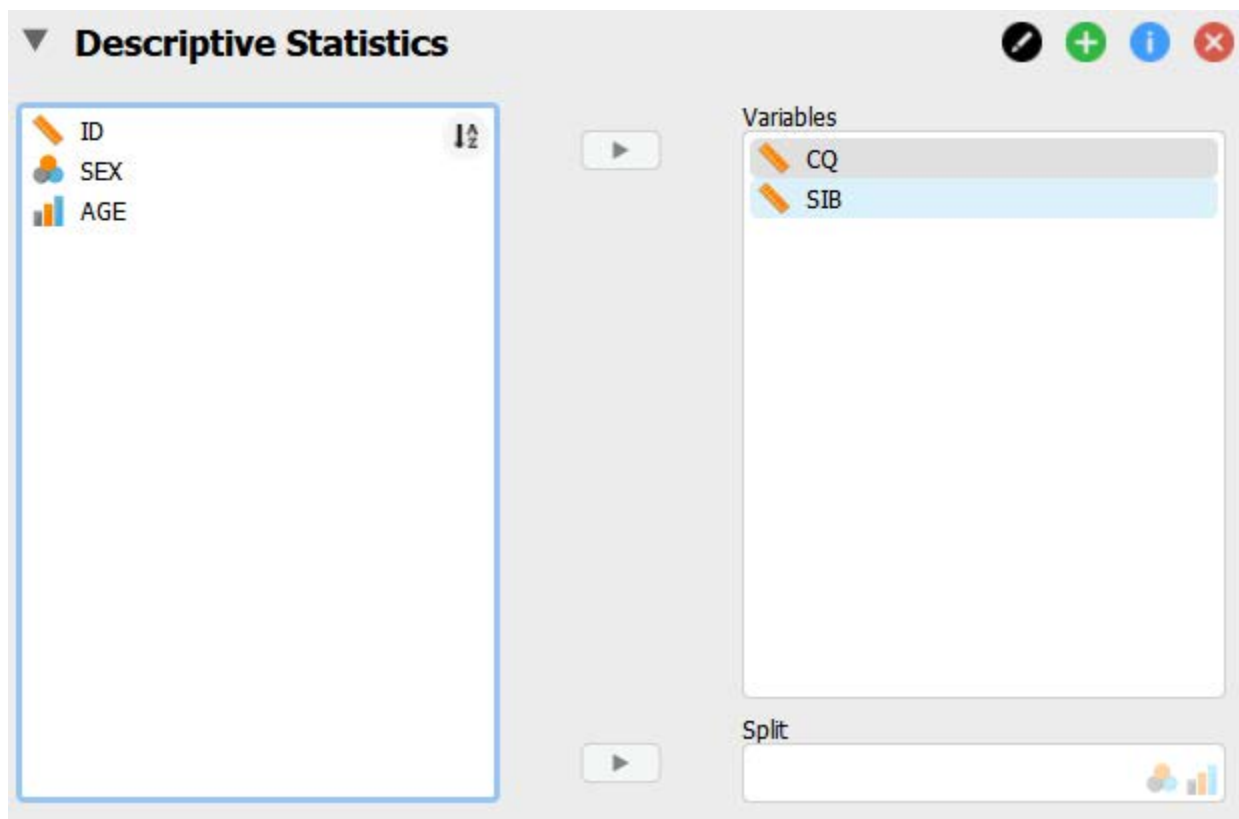 Descriptive Statistics
ID
SEX
AGE
Variables
CQ
SIB
Split